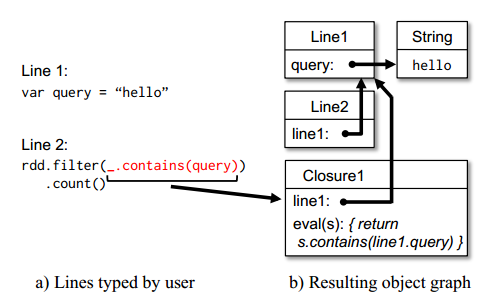 Line 1:
var query = “hello”
Line 2:
rdd.filter(_.contains(query))
.count()
a) Lines typed by user
Line1
query:
String
hello
Line2
line1:
Closure1
line1:
eval(s): { return
s.contains(line1.query) }
b) Resulting object graph